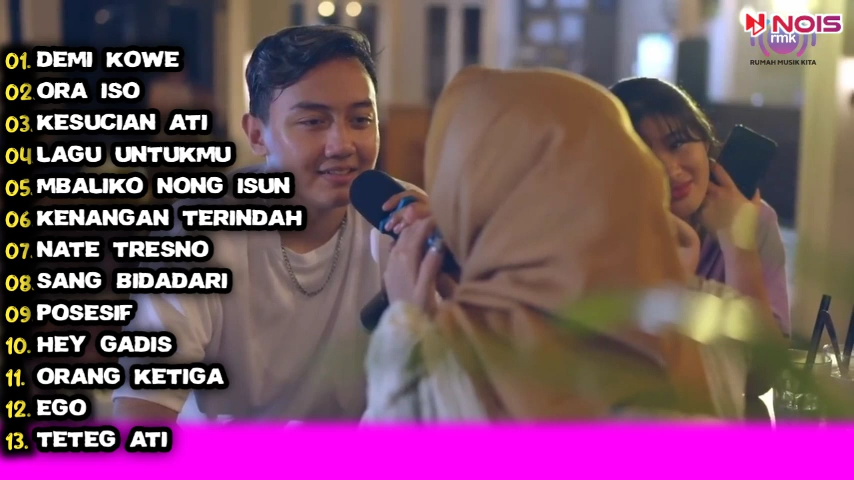 NOIS
rmk
RUMAH MUSIK KITA
01. DEMI KOWE
02. ORA ISO
03. KESUCIAN ATI
04 LAGU UNTUKMU
05. MBALIKO NONG ISUN
06 KENANGAN TERINDAH
07. NATE TRESNO
08. SANG BIDADARI
09 POSESIF
10. HEY GADIS
11. ORANG KETIGA
12. EGO
13. TETEG ATI